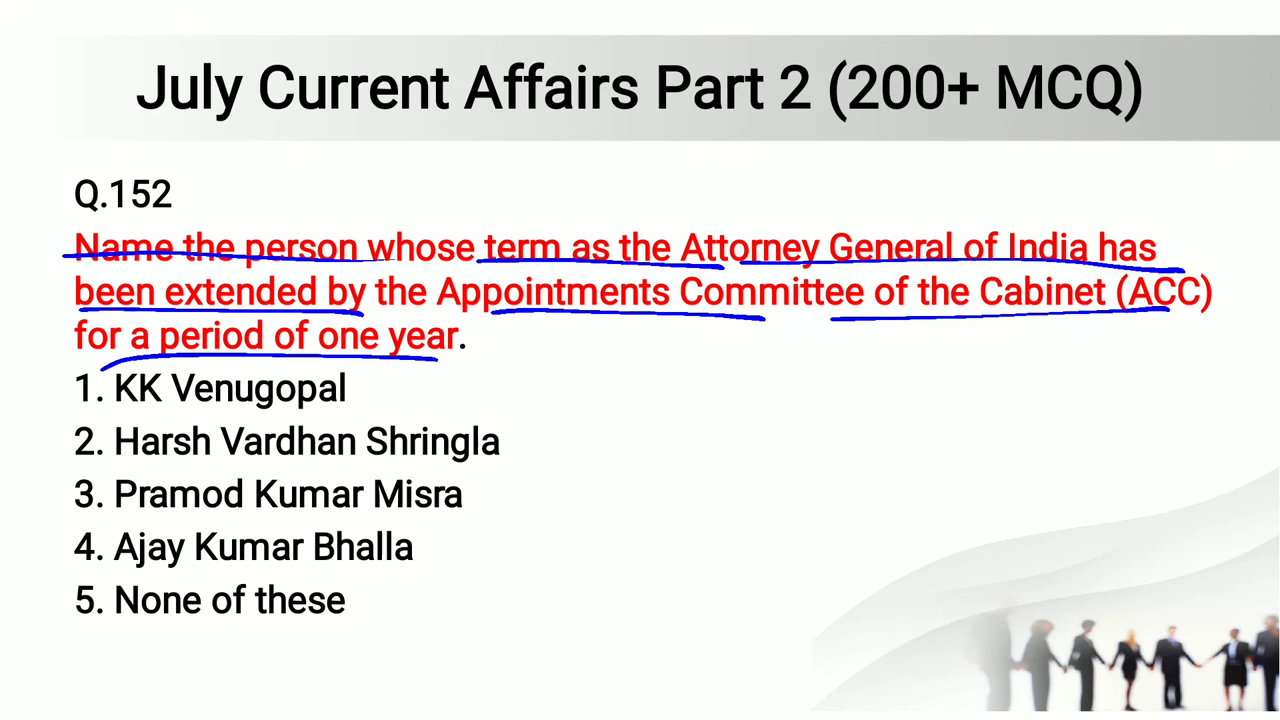 July Current Affairs Part 2 (200+ MCQ)
Q.152
Name the person whose term as the Attorney General of India has
been extended by the Appointments Committee of the Cabinet (ACC)
for a period of one year.
1. KK Venugopal
2. Harsh Vardhan Shringla
3. Pramod Kumar Misra
4. Ajay Kumar Bhalla
5. None of these